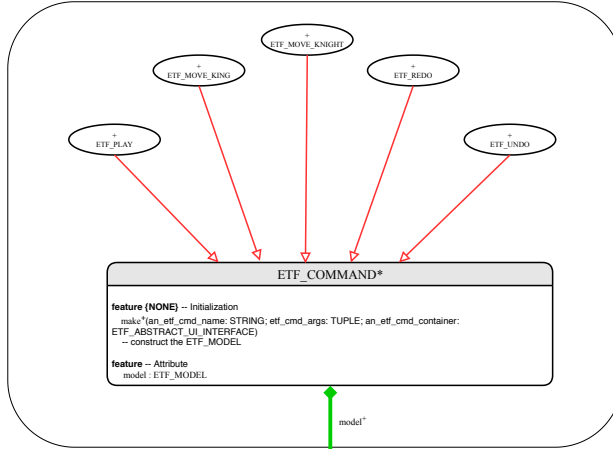 +
ETF_MOVE_KNIGHT
+
ETF_MOVE_KING
+
ETF_REDO
+
ETF_PLAY
+
ETF_UNDO
ETF_COMMAND*
feature {NONE} -- Initialization
make+(an_etf_cmd_name: STRING; etf_cmd_args: TUPLE; an_etf_cmd_container:
ETF_ABSTRACT_UI_INTERFACE)
-- construct the ETF_MODEL
feature -- Attribute
model : ETF_MODEL
model+